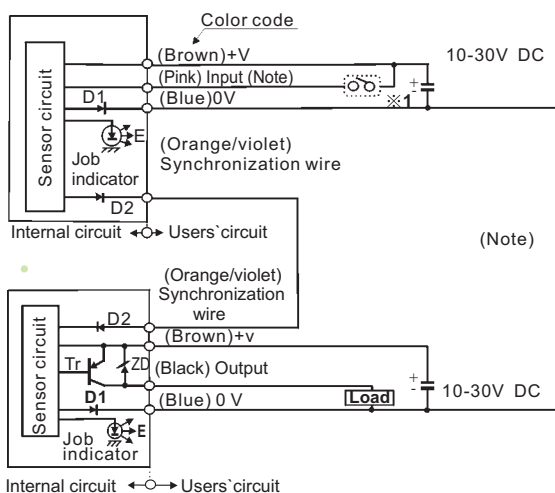 Color code
(Brown)+V
10-30V DC
(Pink) Input (Note)
D1
(Blue)0V
※1
+
-
Sensor circuit
E
(Orange/violet)
Synchronization wire
Job
indicator
D2
Internal circuit
Users`circuit
(Note)
(Orange/violet)
Synchronization
wire
D2
(Brown)+v
Sensor circuit
Tr
ZD
(Black) Output
+
-
10-30V DC
D1
(Blue) 0 V
Load
E
Job
indicator
Internal circuit
Users`circuit